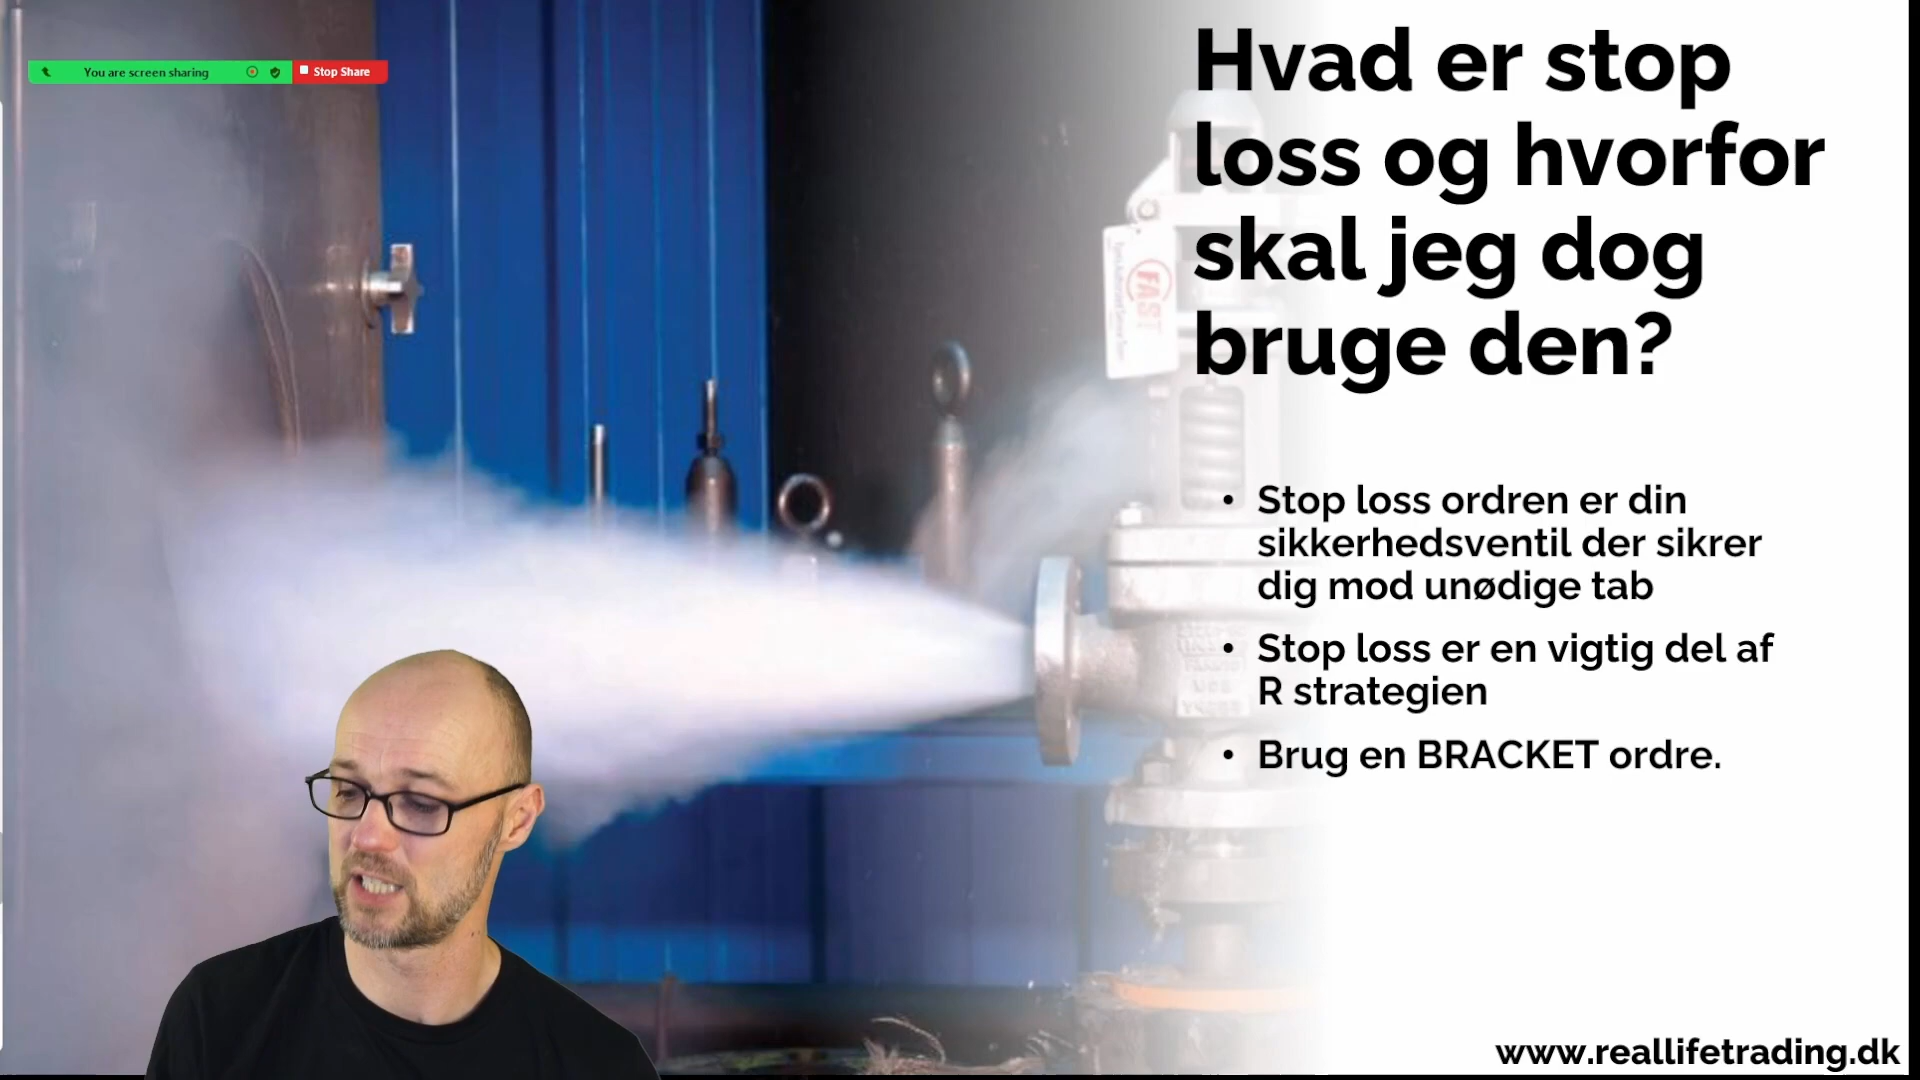 You are screen sharing
Stop Share
Hvad er stop
loss og hvorfor
skal jeg dog
bruge den?
FAST
• Stop loss ordren er din
sikkerhedsventil der sikrer
dig mod unødige tab
• Stop loss er en vigtig del af
R strategien
• Brug en BRACKET ordre.
www.reallifetrading.dk